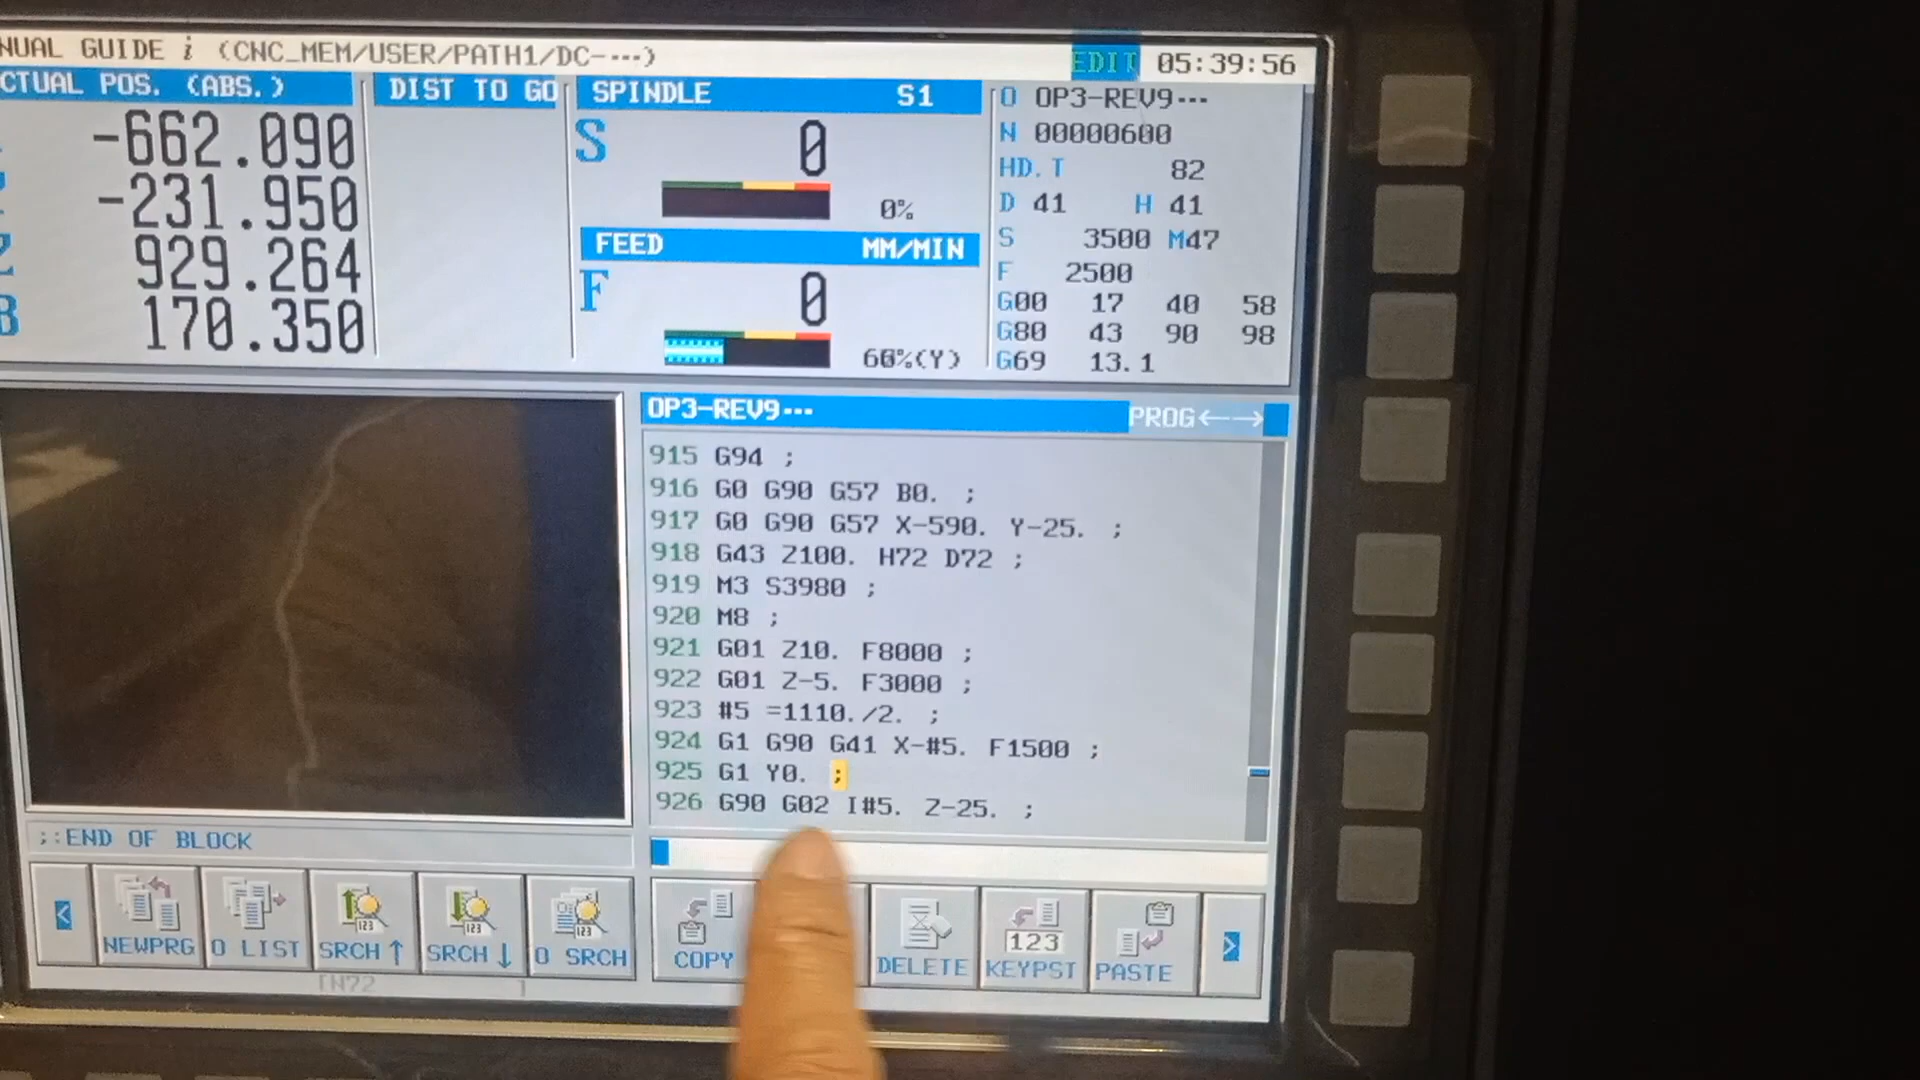 NUAL GUIDE i (CNC_MEM/USER/PATH1/DC-···)
EDIT 05:39:56
CTUAL POS. (ABS.)
-662.090
-231.950
Z 929.264
B 170.350
DIST TO GO
SPINDLE S1
S 0
0%
FEED MM/MIN
F 0
60%(Y)
O OP3-REV9···
N 00000600
HD.T 82
D 41 H 41
S 3500 M47
F 2500
G00 17 40 58
G80 43 90 98
G69 13.1
OP3-REV9···
PROG←→
915 G94 ;
916 G0 G90 G57 B0. ;
917 G0 G90 G57 X-590. Y-25. ;
918 G43 Z100. H72 D72 ;
919 M3 S3980 ;
920 M8 ;
921 G01 Z10. F8000 ;
922 G01 Z-5. F3000 ;
923 #5 =1110./2. ;
924 G1 G90 G41 X-#5. F1500 ;
925 G1 Y0. ;
926 G90 G02 I#5. Z-25. ;
;:END OF BLOCK
<
NEWPRG
O LIST
SRCH↑
SRCH↓
O SRCH
COPY
DELETE
123
KEYPST
PASTE
>
[N72 ]